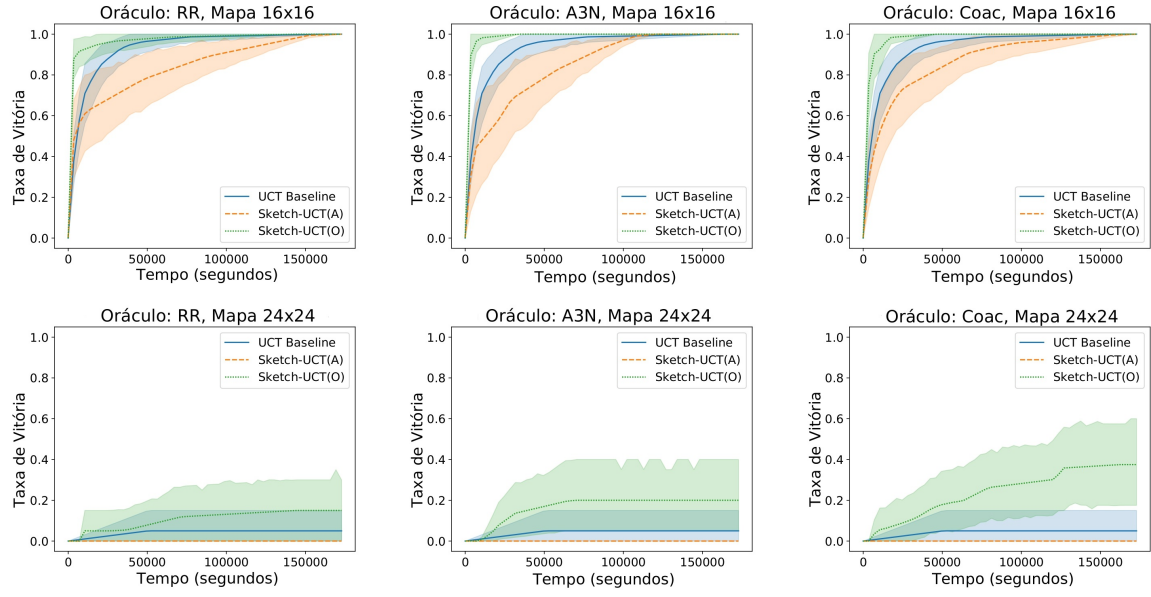 Oráculo: RR, Mapa 16x16
Taxa de Vitória
1.0
0.8
0.6
0.4
0.2
0.0
UCT Baseline
Sketch-UCT(A)
Sketch-UCT(O)
0 50000 100000 150000
Tempo (segundos)
Oráculo: A3N, Mapa 16x16
Taxa de Vitória
1.0
0.8
0.6
0.4
0.2
0.0
UCT Baseline
Sketch-UCT(A)
Sketch-UCT(O)
0 50000 100000 150000
Tempo (segundos)
Oráculo: Coac, Mapa 16x16
Taxa de Vitória
1.0
0.8
0.6
0.4
0.2
0.0
UCT Baseline
Sketch-UCT(A)
Sketch-UCT(O)
0 50000 100000 150000
Tempo (segundos)
Oráculo: RR, Mapa 24x24
Taxa de Vitória
1.0
0.8
0.6
0.4
0.2
0.0
UCT Baseline
Sketch-UCT(A)
Sketch-UCT(O)
0 50000 100000 150000
Tempo (segundos)
Oráculo: A3N, Mapa 24x24
Taxa de Vitória
1.0
0.8
0.6
0.4
0.2
0.0
UCT Baseline
Sketch-UCT(A)
Sketch-UCT(O)
0 50000 100000 150000
Tempo (segundos)
Oráculo: Coac, Mapa 24x24
Taxa de Vitória
1.0
0.8
0.6
0.4
0.2
0.0
UCT Baseline
Sketch-UCT(A)
Sketch-UCT(O)
0 50000 100000 150000
Tempo (segundos)